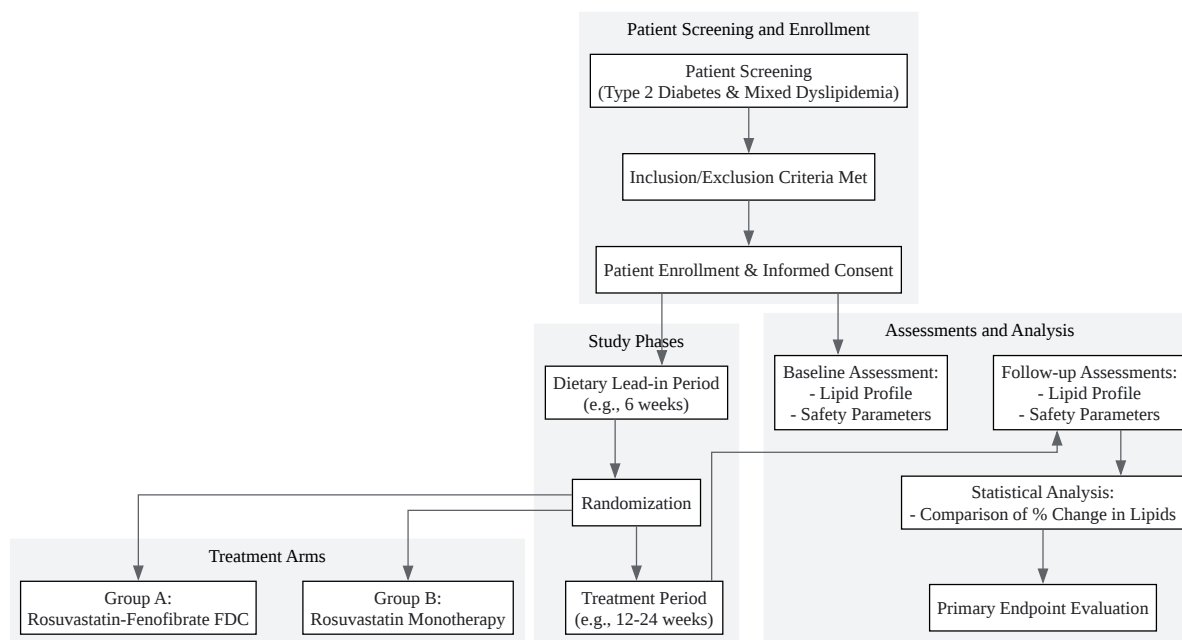 Patient Screening and Enrollment
Patient Screening
(Type 2 Diabetes & Mixed Dyslipidemia)
Inclusion/Exclusion Criteria Met
Patient Enrollment & Informed Consent
Study Phases
Dietary Lead-in Period
(e.g., 6 weeks)
Randomization
Treatment Period
(e.g., 12-24 weeks)
Assessments and Analysis
Baseline Assessment:
- Lipid Profile
- Safety Parameters
Follow-up Assessments:
- Lipid Profile
- Safety Parameters
Statistical Analysis:
- Comparison of % Change in Lipids
Primary Endpoint Evaluation
Treatment Arms
Group A:
Rosuvastatin-Fenofibrate FDC
Group B:
Rosuvastatin Monotherapy